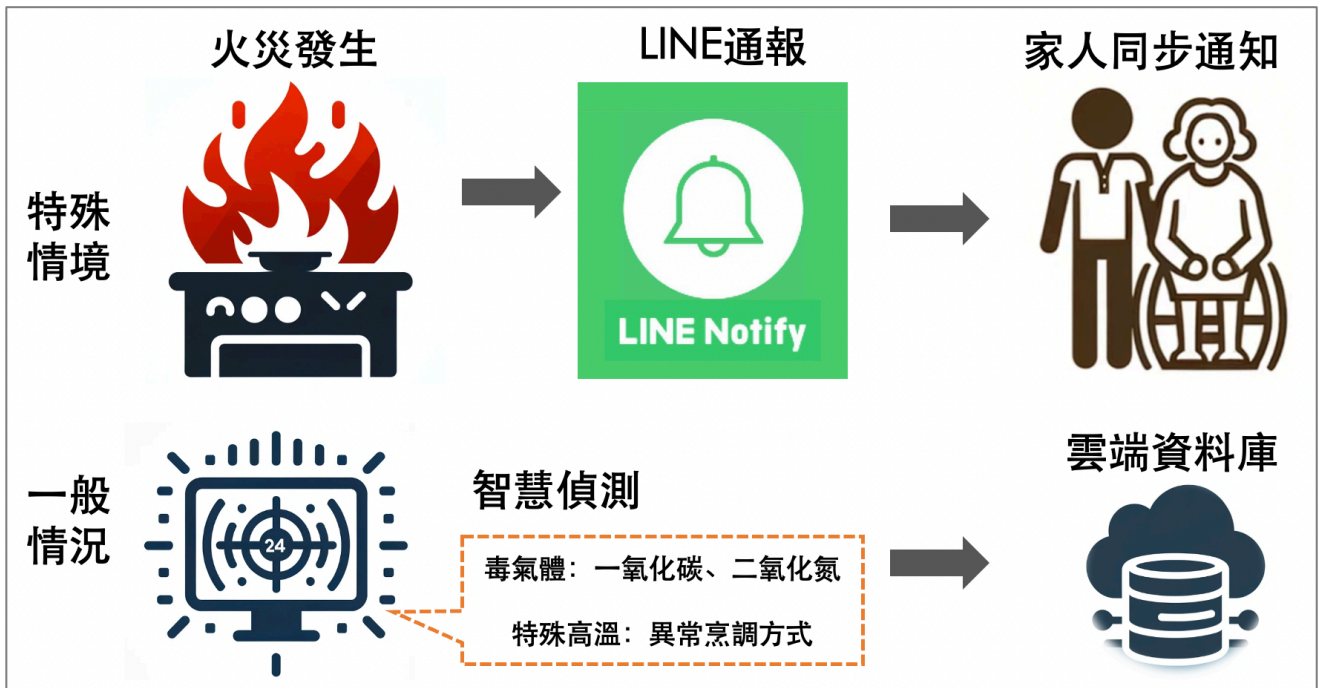 火災發生
LINE通報
家人同步通知
特殊
情境
LINE Notify
一般
情況
24
智慧偵測
毒氣體：一氧化碳、二氧化氮
特殊高溫：異常烹調方式
雲端資料庫